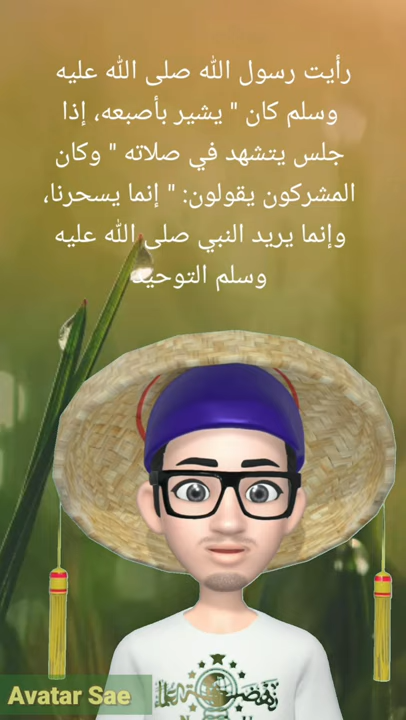 رأيت رسول الله صلى الله عليه
وسلم كان " يشير بأصبعه، إذا
جلس يتشهد في صلاته " وكان
المشركون يقولون: " إنما يسحرنا،
وإنما يريد النبي صلى الله عليه
وسلم التوحيد
Avatar Sae